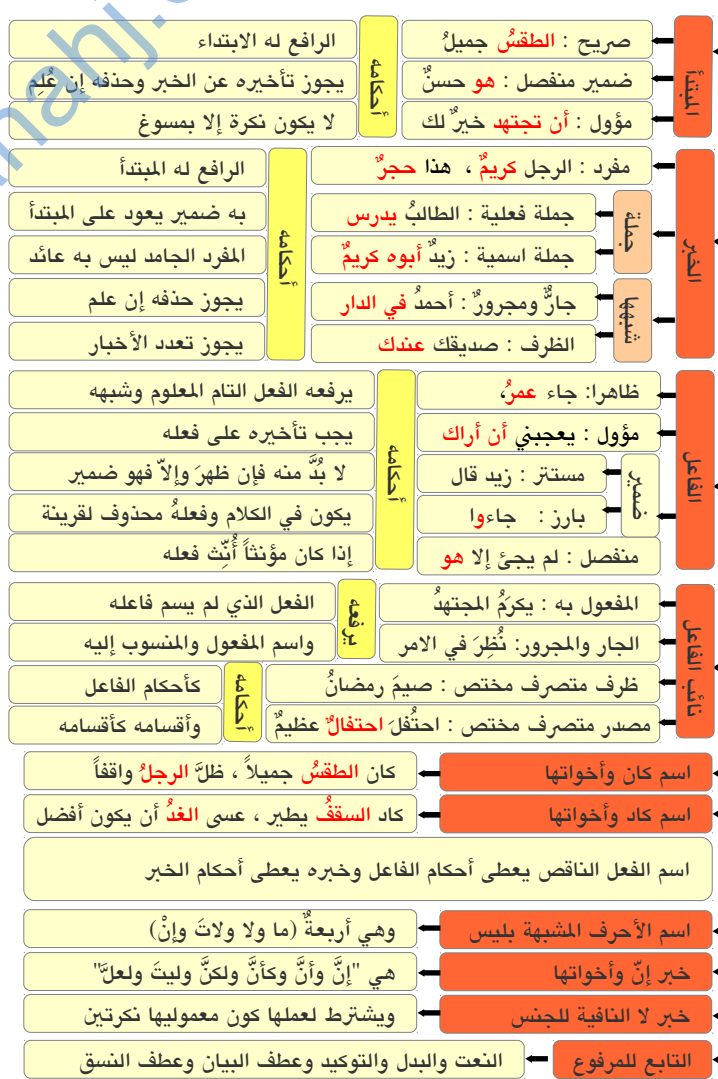 المبتدأ
صريح : الطقسُ جميلُ
ضمير منفصل : هو حسنٌ
مؤول : أن تجتهد خيرٌ لك
أحكامه
الرافع له الابتداء
يجوز تأخيره عن الخبر وحذفه إن عُلِم
لا يكون نكرة إلا بمسوغ
الخبر
مفرد : الرجل كريمٌ ، هذا حجرٌ
جملة
جملة فعلية : الطالبُ يدرس
جملة اسمية : زيدٌ أبوه كريمٌ
شبهها
جارٌّ ومجرورٌ : أحمدُ في الدار
الظرف : صديقك عندك
أحكامه
الرافع له المبتدأ
به ضمير يعود على المبتدأ
المفرد الجامد ليس به عائد
يجوز حذفه إن علم
يجوز تعدد الأخبار
الفاعل
ظاهرا: جاء عمرُ،
مؤول : يعجبني أن أراك
ضمير
مستتر : زيد قال
بارز : جاءوا
منفصل : لم يجئ إلا هو
أحكامه
يرفعه الفعل التام المعلوم وشبهه
يجب تأخيره على فعله
لا بُدَّ منه فإن ظهرَ وإلاّ فهو ضمير
يكون في الكلام وفعلهُ محذوف لقرينة
إذا كان مؤنثاً أُنِّث فعله
نائب الفاعل
المفعول به : يكرَمُ المجتهدُ
الجار والمجرور: نُظِرَ في الامر
ظرف متصرف مختص : صيمَ رمضانُ
مصدر متصرف مختص : احتُفلَ احتفالٌ عظيمٌ
يرفعه
الفعل الذي لم يسم فاعله
واسم المفعول والمنسوب إليه
أحكامه
كأحكام الفاعل
وأقسامه كأقسامه
اسم كان وأخواتها
كان الطقسُ جميلاً ، ظلَّ الرجلُ واقفاً
اسم كاد وأخواتها
كاد السقفُ يطير ، عسى الغدُ أن يكون أفضل
اسم الفعل الناقص يعطى أحكام الفاعل وخبره يعطى أحكام الخبر
اسم الأحرف المشبهة بليس
وهي أربعةٌ (ما ولا ولاتَ وإنْ)
خبر إنّ وأخواتها
هي "إنَّ وأنَّ وكأنَّ ولكنَّ وليتَ ولعلَّ"
خبر لا النافية للجنس
ويشترط لعملها كون معموليها نكرتين
التابع للمرفوع
النعت والبدل والتوكيد وعطف البيان وعطف النسق